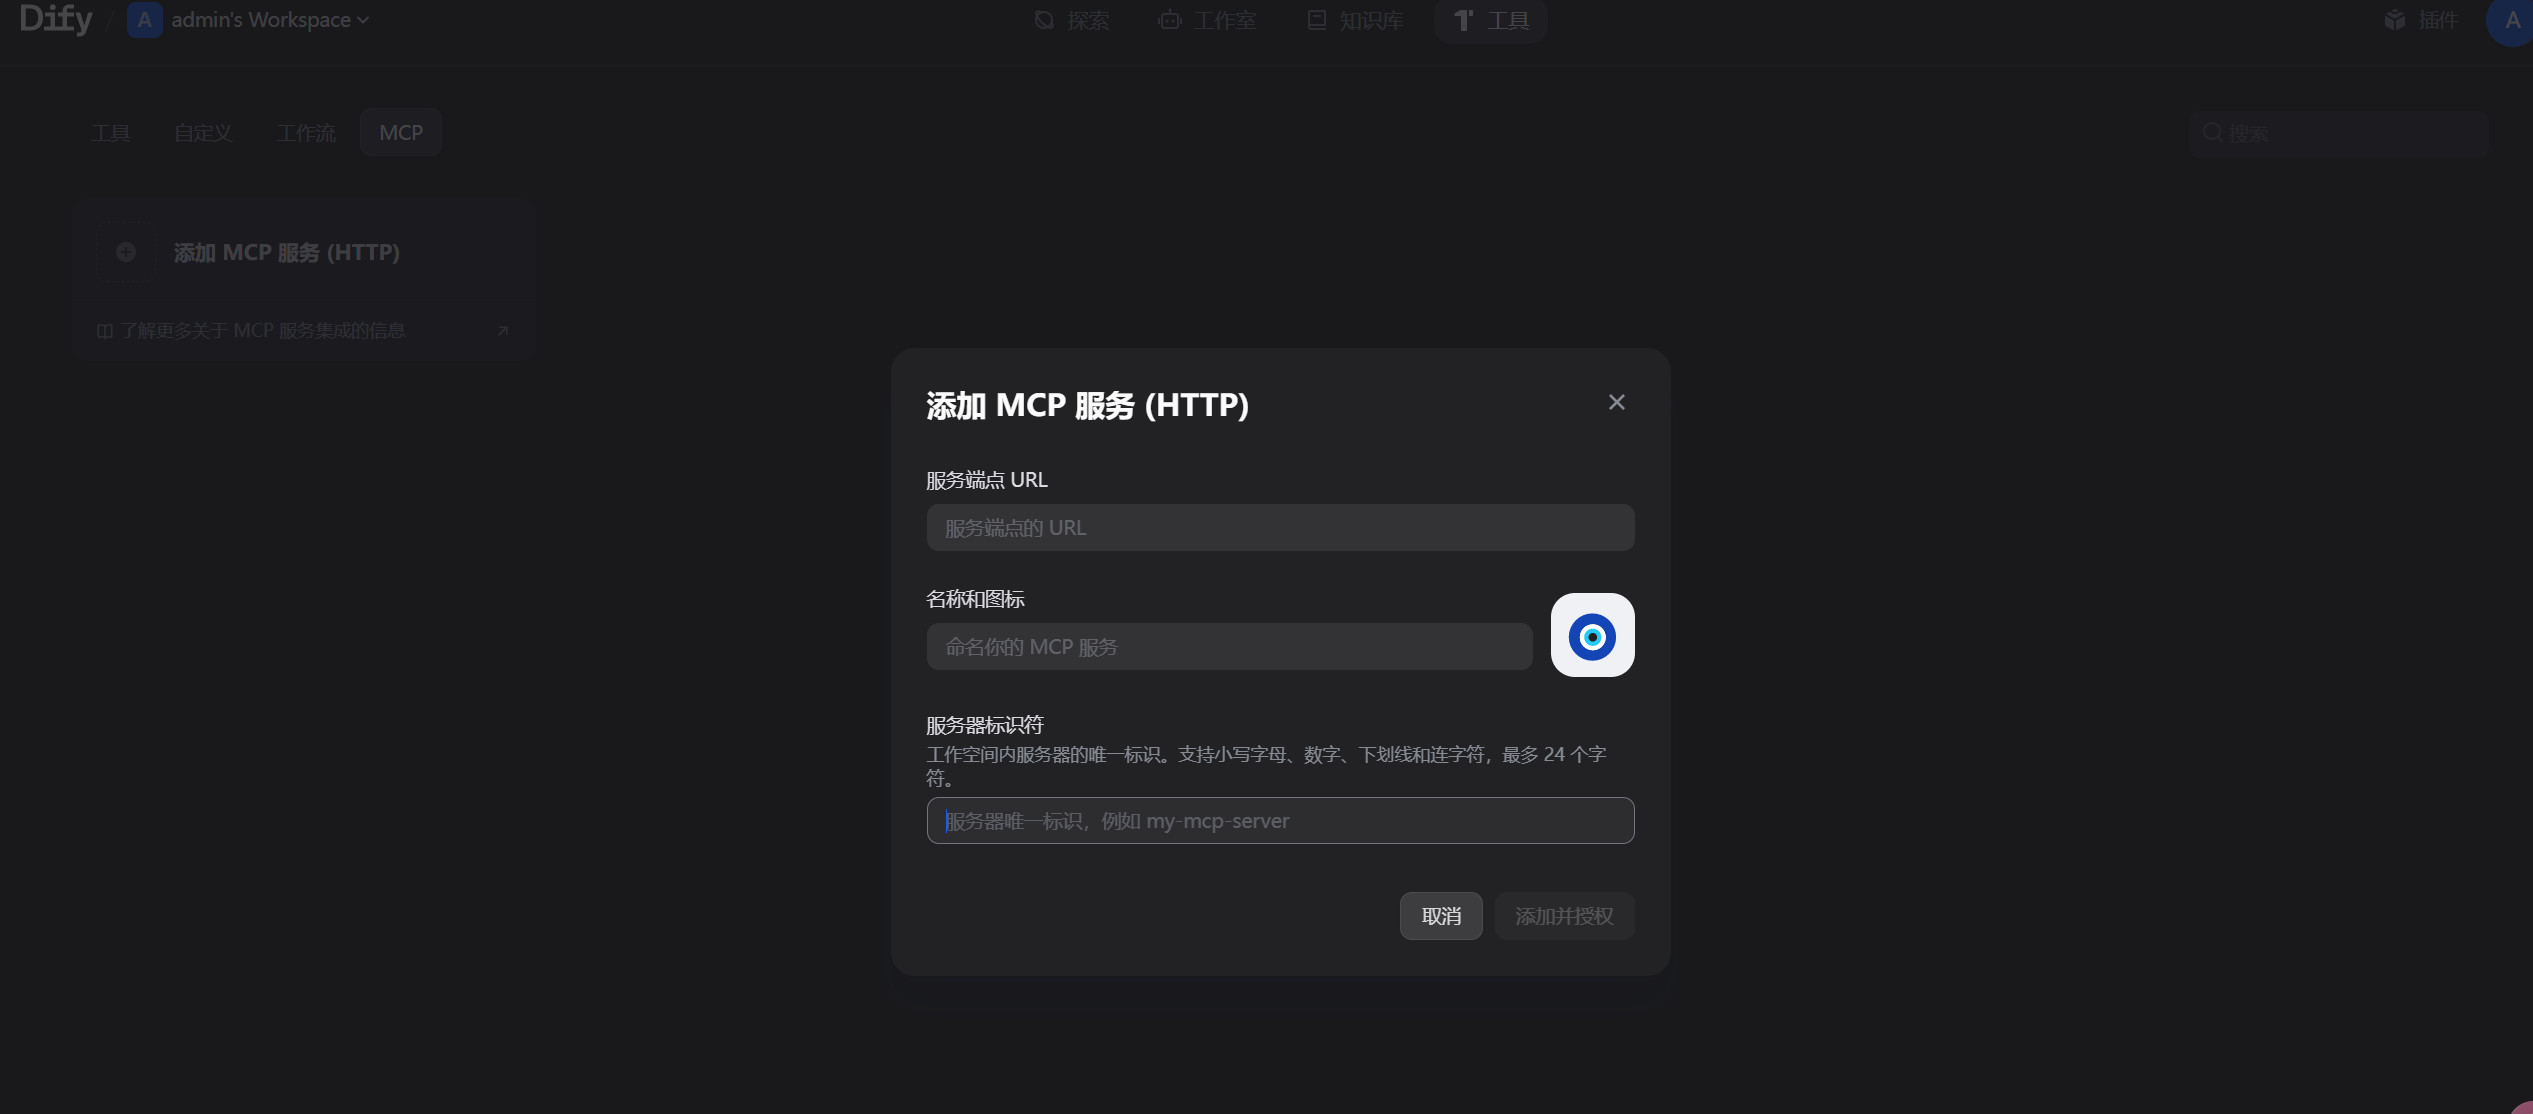 Dify / A admin's Workspace
探索 工作室 知识库 工具
插件 A
工具 自定义 工作流 MCP
搜索
添加 MCP 服务 (HTTP)
了解更多关于 MCP 服务集成的信息
添加 MCP 服务 (HTTP)
服务端点 URL
服务端点的 URL
名称和图标
命名你的 MCP 服务
服务器标识符
工作空间内服务器的唯一标识。支持小写字母、数字、下划线和连字符，最多 24 个字
符。
服务器唯一标识，例如 my-mcp-server
取消 添加并授权